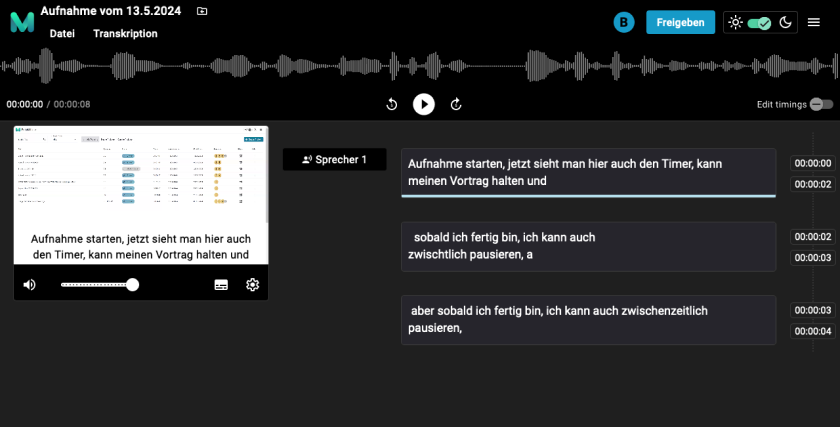 Aufnahme vom 13.5.2024
Datei Transkription
B
Freigeben
00:00:00 / 00:00:08
Edit timings
Aufnahme starten, jetzt sieht man hier auch
den Timer, kann meinen Vortrag halten und
Sprecher 1
Aufnahme starten, jetzt sieht man hier auch den Timer, kann
meinen Vortrag halten und
00:00:00
00:00:02
sobald ich fertig bin, ich kann auch
zwischtlich pausieren, a
00:00:02
00:00:03
aber sobald ich fertig bin, ich kann auch zwischenzeitlich
pausieren,
00:00:03
00:00:04